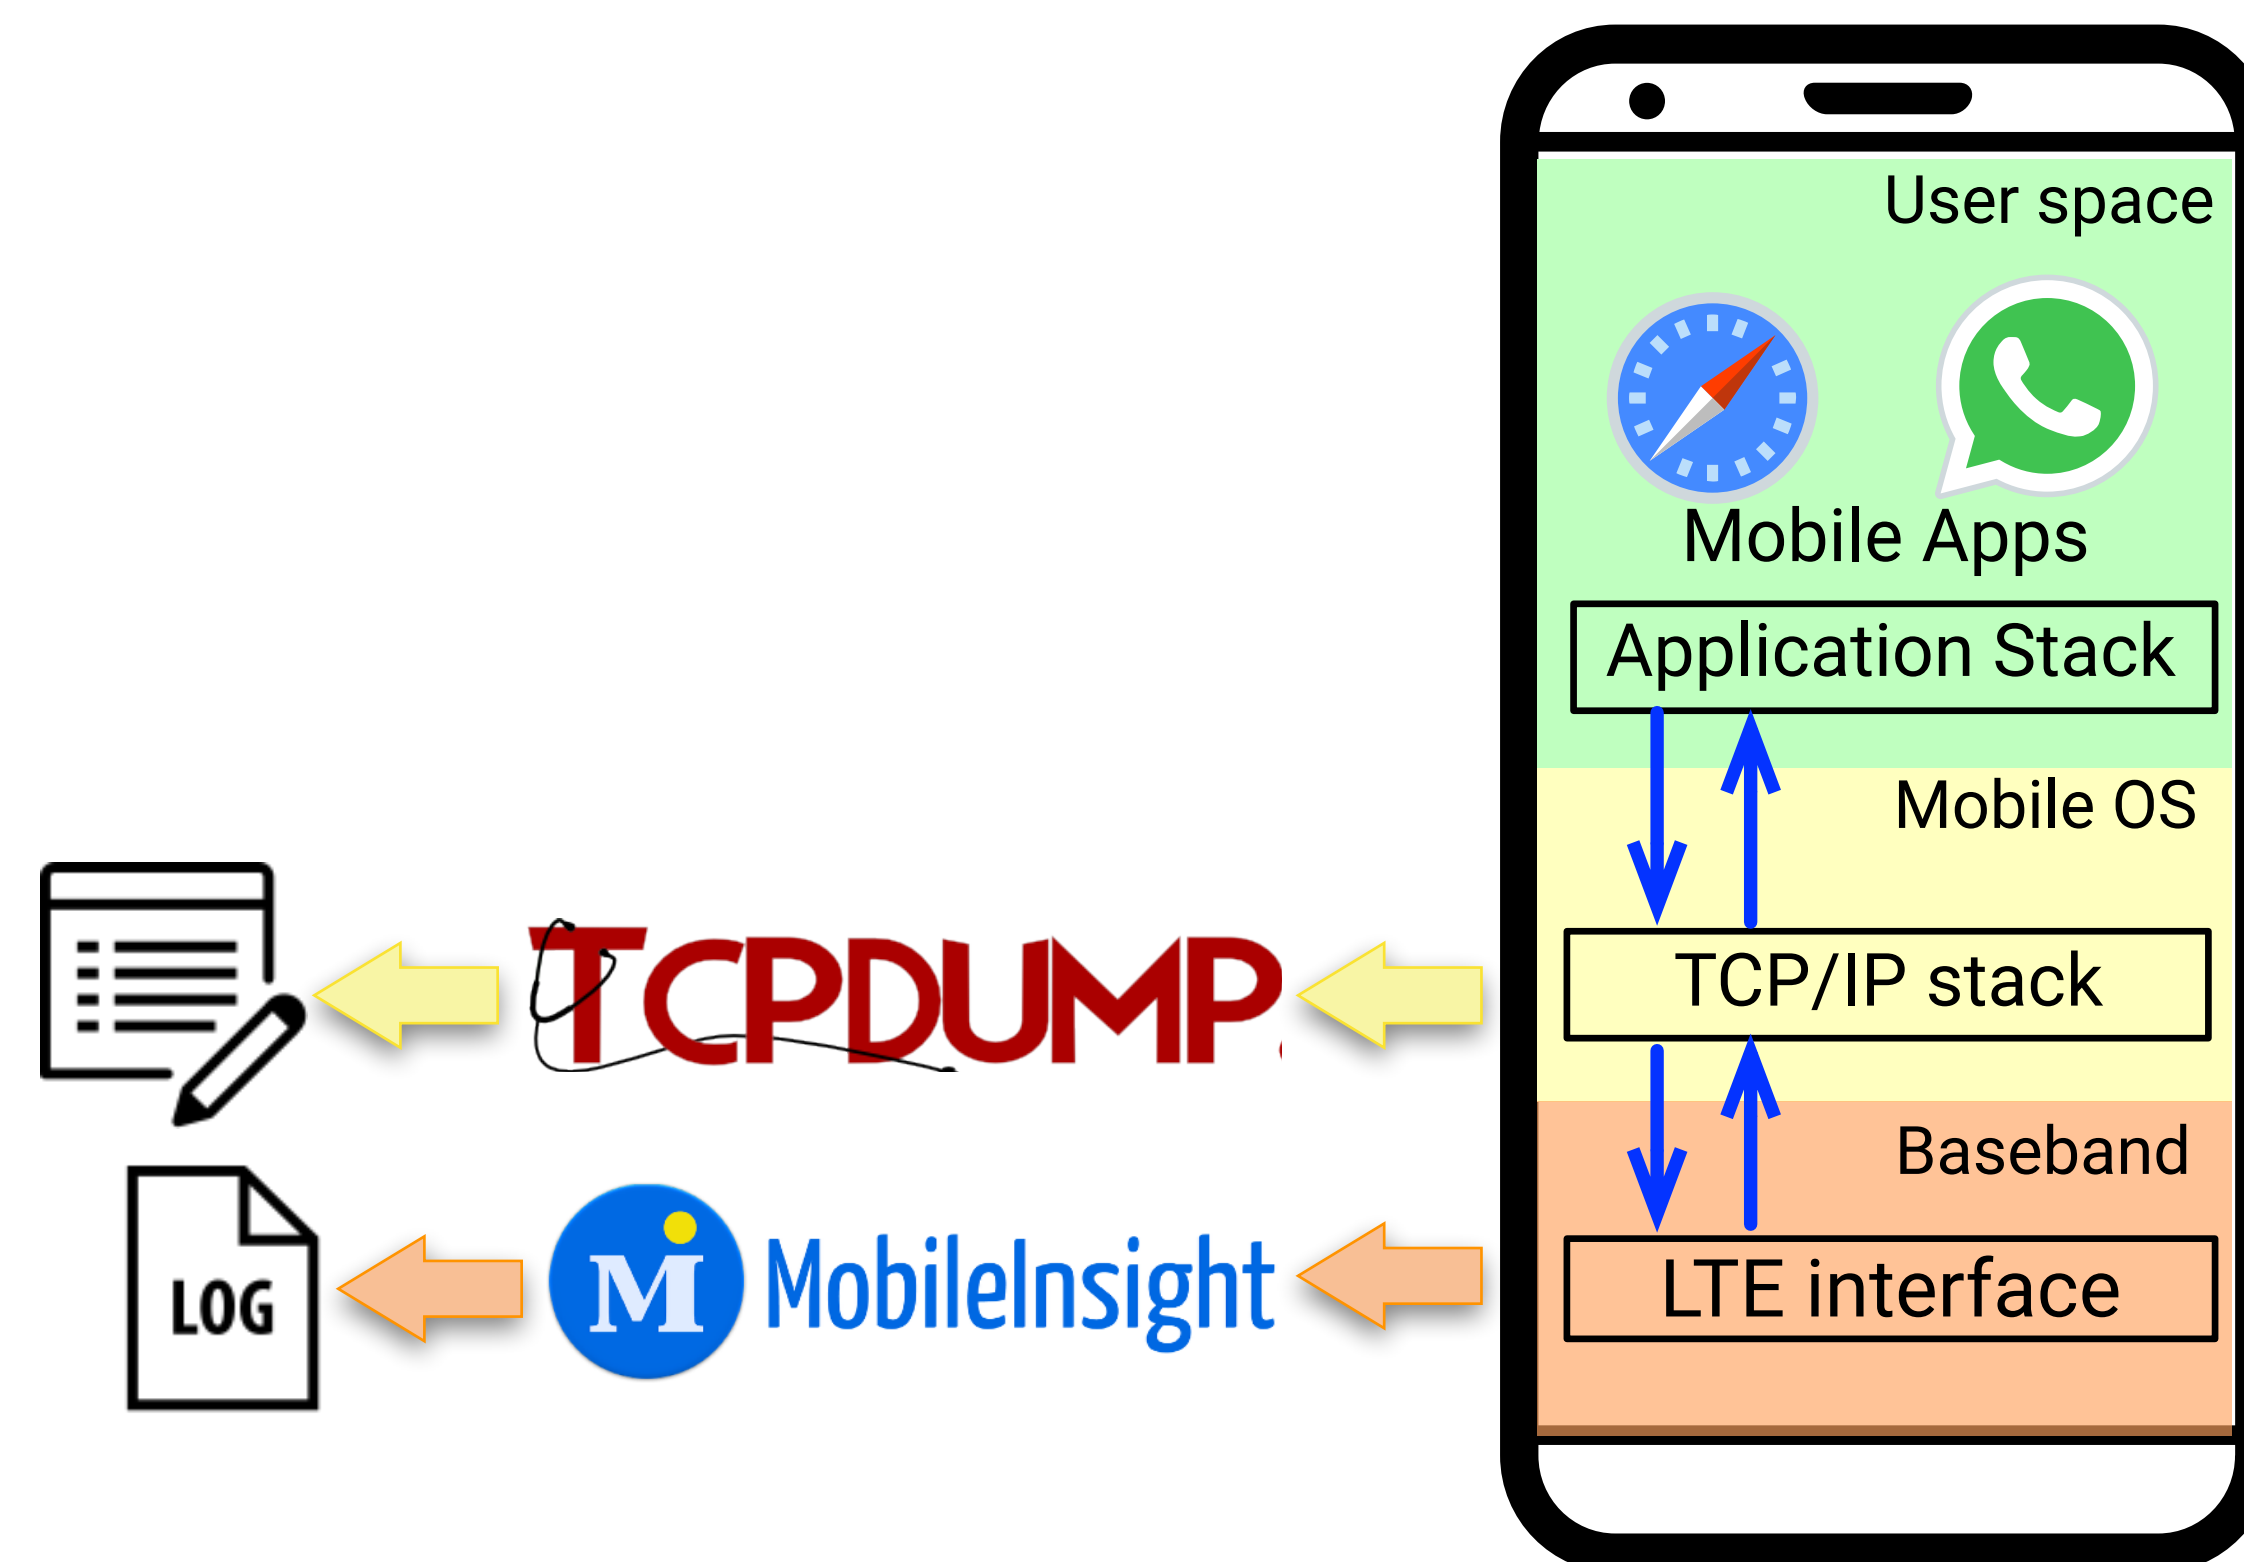 User space
Mobile Apps
Application Stack
Mobile OS
TCP/IP stack
TCPDUMP
Baseband
LTE interface
M MobileInsight
LOG